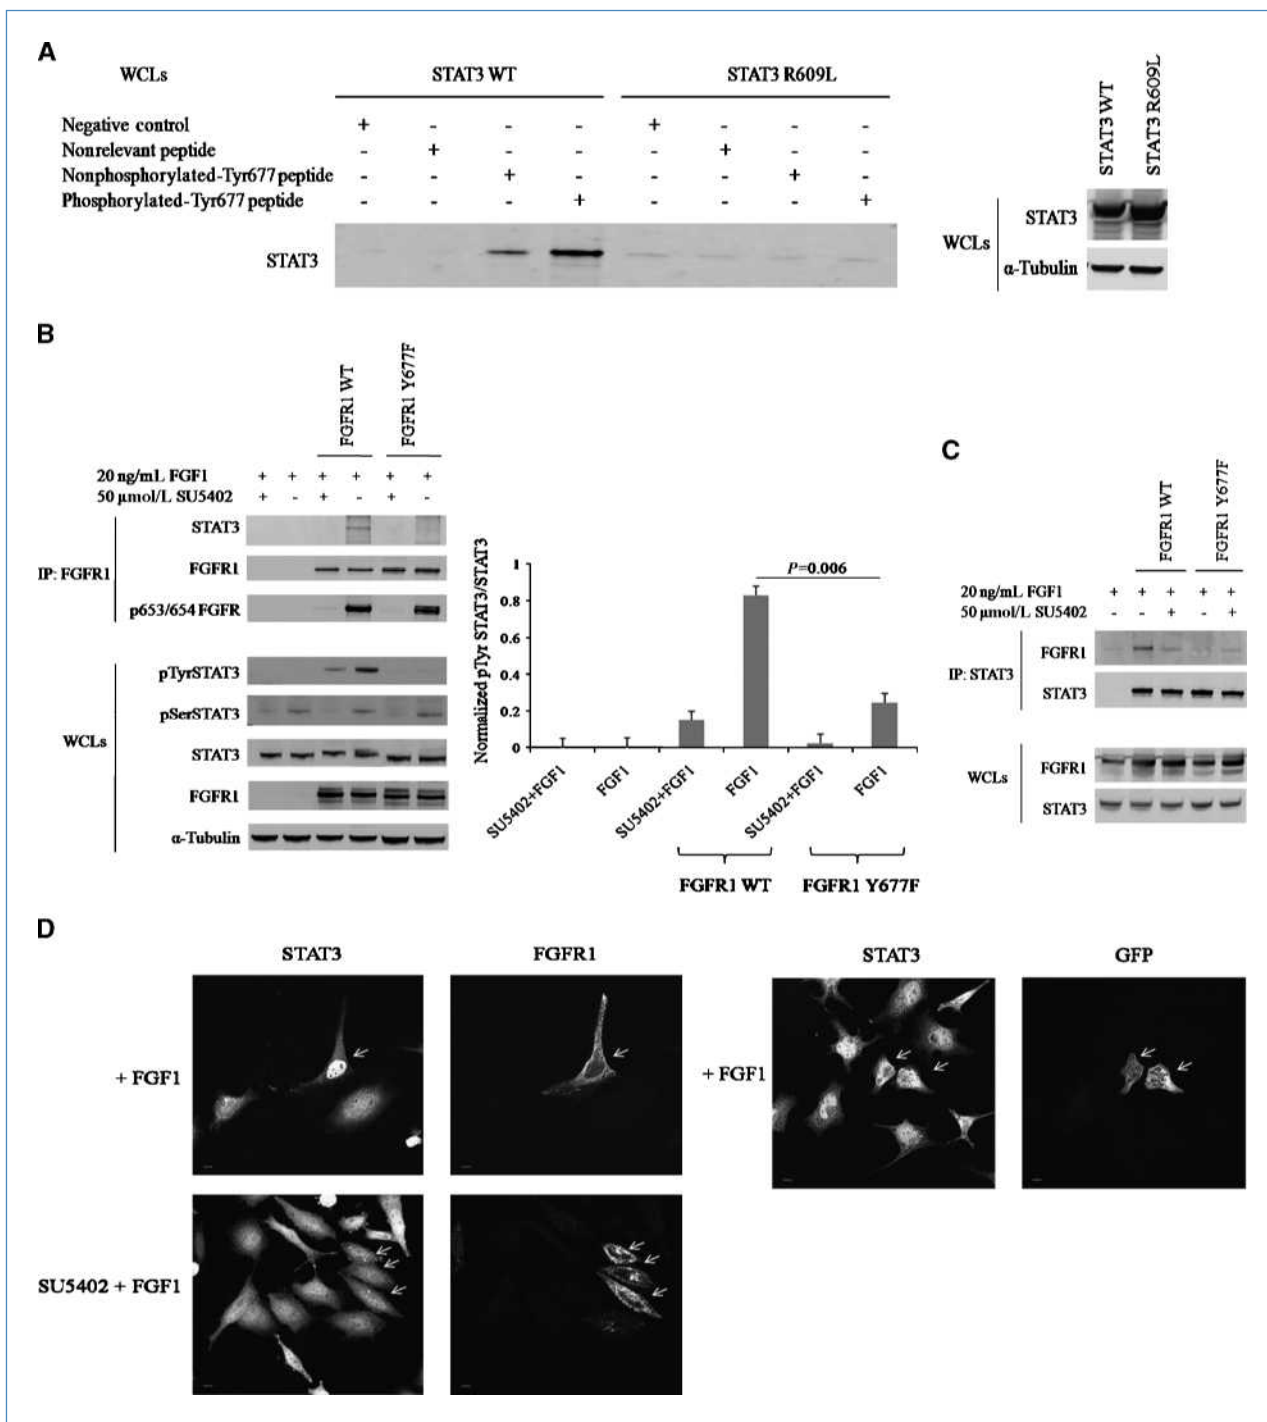 A
WCLs STAT3 WT STAT3 R609L
Negative control + - - - + - - -
Nonrelevant peptide - + - - - + - -
Nonphosphorylated-Tyr677 peptide - - + - - - + -
Phosphorylated-Tyr677 peptide - - - + - - - +
STAT3
STAT3 WT
STAT3 R609L
WCLs
STAT3
α-Tubulin
B
FGFR1 WT
FGFR1 Y677F
20 ng/mL FGF1 + + + + + +
50 μmol/L SU5402 + - + - + -
IP: FGFR1
STAT3
FGFR1
p653/654 FGFR
WCLs
pTyrSTAT3
pSerSTAT3
STAT3
FGFR1
α-Tubulin
Normalized pTyr STAT3/STAT3
1
0.8
0.6
0.4
0.2
0
P=0.006
SU5402+FGF1
FGF1
SU5402+FGF1
FGF1
SU5402+FGF1
FGF1
FGFR1 WT FGFR1 Y677F
C
FGFR1 WT
FGFR1 Y677F
20 ng/mL FGF1 + + + + +
50 μmol/L SU5402 - - + - +
IP: STAT3
FGFR1
STAT3
WCLs
FGFR1
STAT3
D
STAT3 FGFR1 STAT3 GFP
+ FGF1
+ FGF1
SU5402 + FGF1